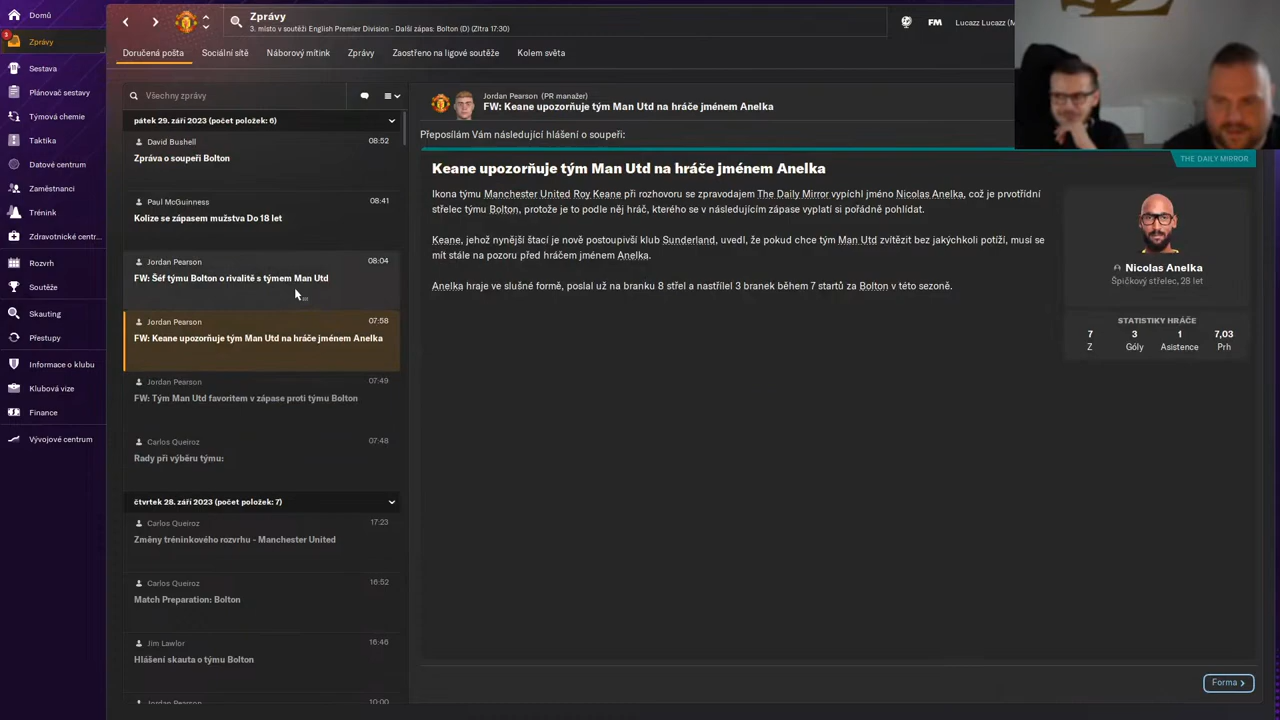 Domů
3
Zprávy
Sestava
Plánovač sestavy
Týmová chemie
Taktika
Datové centrum
Zaměstnanci
Trénink
Zdravotnické centr...
Rozvrh
Soutěže
Skauting
Přestupy
Informace o klubu
Klubová vize
Finance
Vývojové centrum
Zprávy
3. místo v soutěži English Premier Division - Další zápas: Bolton (D) (Zítra 17:30)
FM
Lucazz Lucazz (M
Doručená pošta
Sociální sítě
Náborový mítink
Zprávy
Zaostřeno na ligové soutěže
Kolem světa
Všechny zprávy
pátek 29. září 2023 (počet položek: 6)
David Bushell
08:52
Zpráva o soupeři Bolton
Paul McGuinness
08:41
Kolize se zápasem mužstva Do 18 let
Jordan Pearson
08:04
FW: Šéf týmu Bolton o rivalitě s týmem Man Utd
Jordan Pearson
07:58
FW: Keane upozorňuje tým Man Utd na hráče jménem Anelka
Jordan Pearson
07:49
FW: Tým Man Utd favoritem v zápase proti týmu Bolton
Carlos Queiroz
07:48
Rady při výběru týmu:
čtvrtek 28. září 2023 (počet položek: 7)
Carlos Queiroz
17:23
Změny tréninkového rozvrhu - Manchester United
Carlos Queiroz
16:52
Match Preparation: Bolton
Jim Lawlor
16:46
Hlášení skauta o týmu Bolton
Jordan Pearson
10:00
Jordan Pearson (PR manažer)
FW: Keane upozorňuje tým Man Utd na hráče jménem Anelka
Přeposílám Vám následující hlášení o soupeři:
THE DAILY MIRROR
Keane upozorňuje tým Man Utd na hráče jménem Anelka
Ikona týmu Manchester United Roy Keane při rozhovoru se zpravodajem The Daily Mirror vypíchl jméno Nicolas Anelka, což je prvotřídní
střelec týmu Bolton, protože je to podle něj hráč, kterého se v následujícím zápase vyplatí si pořádně pohlídat.
Keane, jehož nynější štací je nově postoupivší klub Sunderland, uvedl, že pokud chce tým Man Utd zvítězit bez jakýchkoli potíží, musí se
mít stále na pozoru před hráčem jménem Anelka.
Anelka hraje ve slušné formě, poslal už na branku 8 střel a nastřílel 3 branek během 7 startů za Bolton v této sezoně.
Nicolas Anelka
Špičkový střelec, 28 let
STATISTIKY HRÁČE
7 3 1 7,03
Z Góly Asistence Prh
Forma